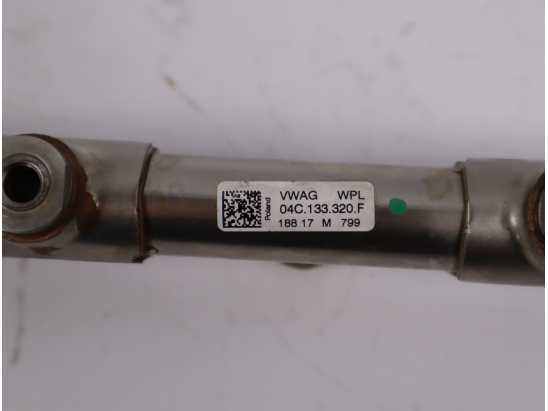 Poland
VWAG WPL
04C.133.320.F
188 17 M 799